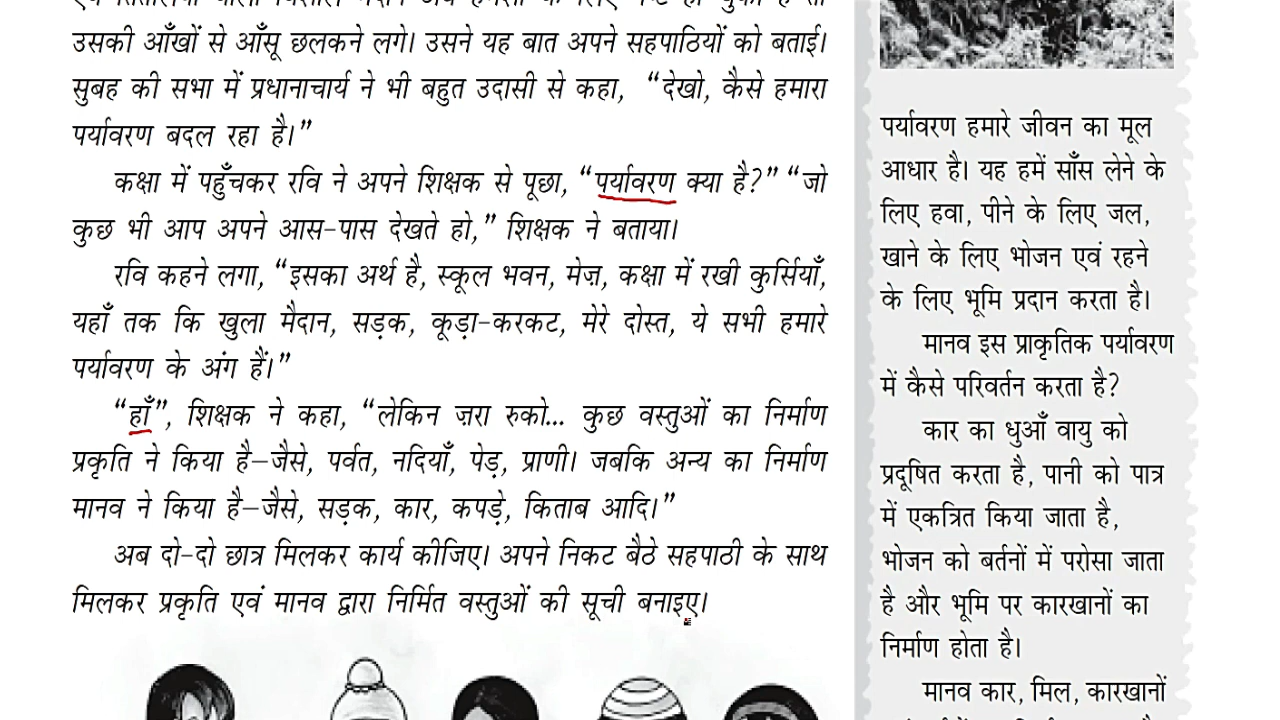 उसकी आँखों से आँसू छलकने लगे। उसने यह बात अपने सहपाठियों को बताई।
सुबह की सभा में प्रधानाचार्य ने भी बहुत उदासी से कहा, “देखो, कैसे हमारा
पर्यावरण बदल रहा है।”
कक्षा में पहुँचकर रवि ने अपने शिक्षक से पूछा, “पर्यावरण क्या है?” “जो
कुछ भी आप अपने आस-पास देखते हो,” शिक्षक ने बताया।
रवि कहने लगा, “इसका अर्थ है, स्कूल भवन, मेज़, कक्षा में रखी कुर्सियाँ,
यहाँ तक कि खुला मैदान, सड़क, कूड़ा-करकट, मेरे दोस्त, ये सभी हमारे
पर्यावरण के अंग हैं।”
“हाँ”, शिक्षक ने कहा, “लेकिन ज़रा रुको... कुछ वस्तुओं का निर्माण
प्रकृति ने किया है—जैसे, पर्वत, नदियाँ, पेड़, प्राणी। जबकि अन्य का निर्माण
मानव ने किया है—जैसे, सड़क, कार, कपड़े, किताब आदि।”
अब दो-दो छात्र मिलकर कार्य कीजिए। अपने निकट बैठे सहपाठी के साथ
मिलकर प्रकृति एवं मानव द्वारा निर्मित वस्तुओं की सूची बनाइए।
पर्यावरण हमारे जीवन का मूल
आधार है। यह हमें साँस लेने के
लिए हवा, पीने के लिए जल,
खाने के लिए भोजन एवं रहने
के लिए भूमि प्रदान करता है।
मानव इस प्राकृतिक पर्यावरण
में कैसे परिवर्तन करता है?
कार का धुआँ वायु को
प्रदूषित करता है, पानी को पात्र
में एकत्रित किया जाता है,
भोजन को बर्तनों में परोसा जाता
है और भूमि पर कारखानों का
निर्माण होता है।
मानव कार, मिल, कारखानों